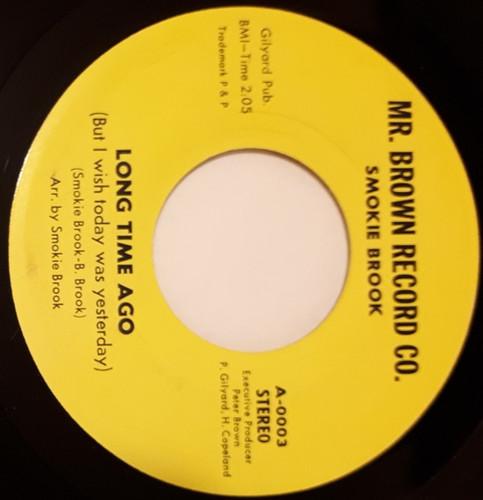 MR. BROWN RECORD CO.
SMOKIE BROOK
Gilyard Pub.
BMI-Time 2:05
Trademark P & P
A-0003
STEREO
Executive Producer
Peter Brown
P. Gilyard, H. Copeland
LONG TIME AGO
(But I wish today was yesterday)
(Smokie Brook-B. Brook)
Arr. by Smokie Brook